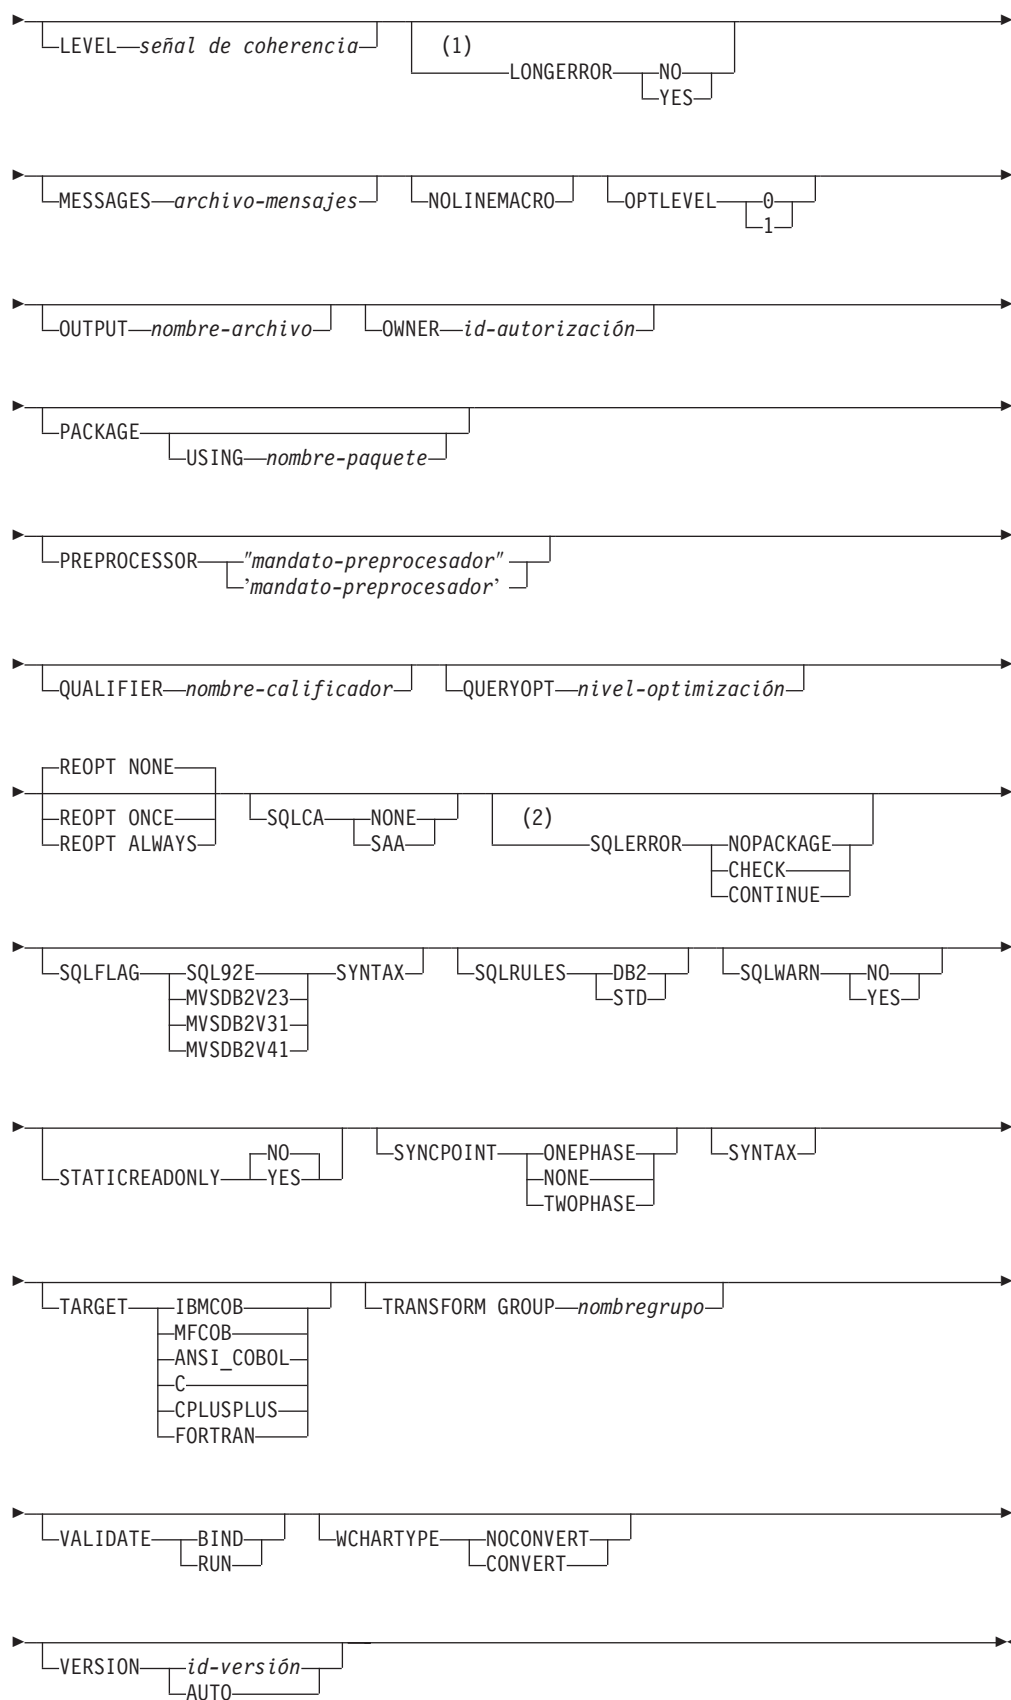 LEVEL señal de coherencia (1) LONGERROR NO
YES
MESSAGES archivo-mensajes NOLINEMACRO OPTLEVEL 0
1
OUTPUT nombre-archivo OWNER id-autorización
PACKAGE
USING nombre-paquete
PREPROCESSOR "mandato-preprocesador"
'mandato-preprocesador'
QUALIFIER nombre-calificador QUERYOPT nivel-optimización
REOPT NONE
REOPT ONCE
REOPT ALWAYS
SQLCA NONE
SAA
(2)
SQLERROR NOPACKAGE
CHECK
CONTINUE
SQLFLAG SQL92E SYNTAX
MVSDB2V23
MVSDB2V31
MVSDB2V41
SQLRULES DB2
STD
SQLWARN NO
YES
STATICREADONLY NO
YES
SYNCPOINT ONEPHASE
NONE
TWOPHASE
SYNTAX
TARGET IBMCOB
MFCOB
ANSI_COBOL
C
CPLUSPLUS
FORTRAN
TRANSFORM GROUP nombregrupo
VALIDATE BIND
RUN
WCHARTYPE NOCONVERT
CONVERT
VERSION id-versión
AUTO